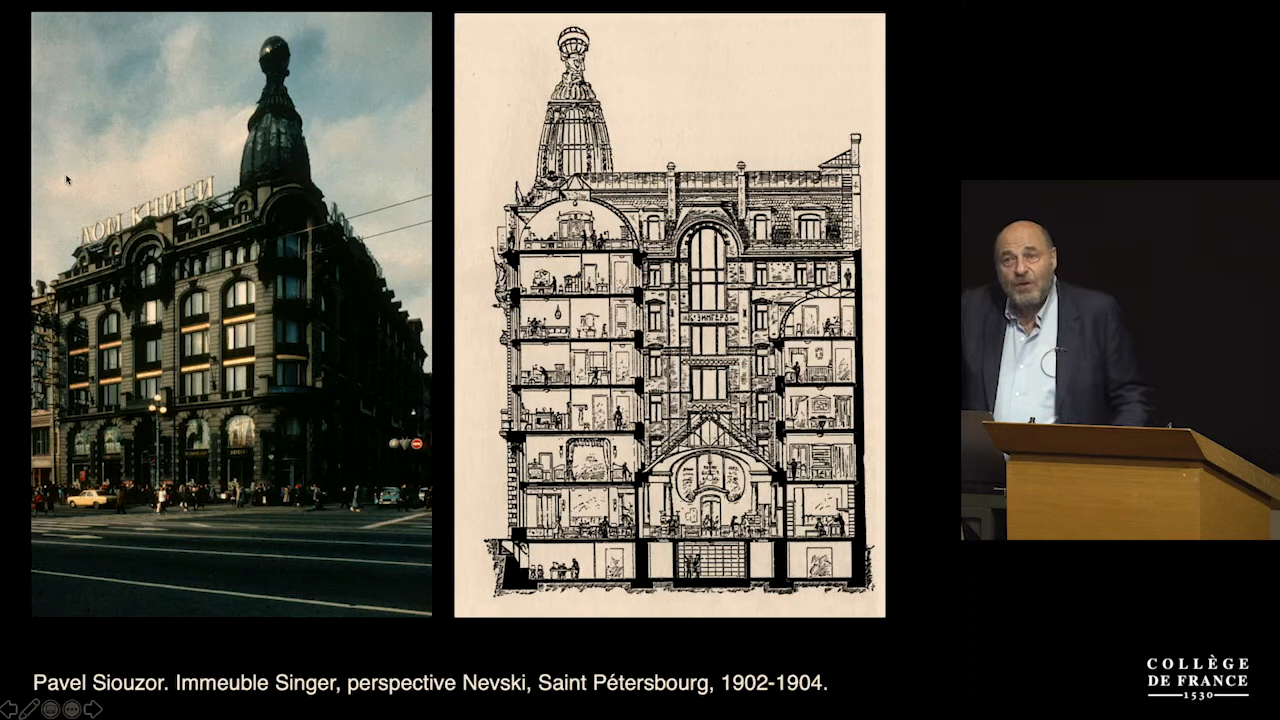 ДОМ КНИГИ
ЗИНГЕРЪ
Pavel Siouzor. Immeuble Singer, perspective Nevski, Saint Pétersbourg, 1902-1904.
COLLÈGE
DE FRANCE
1530